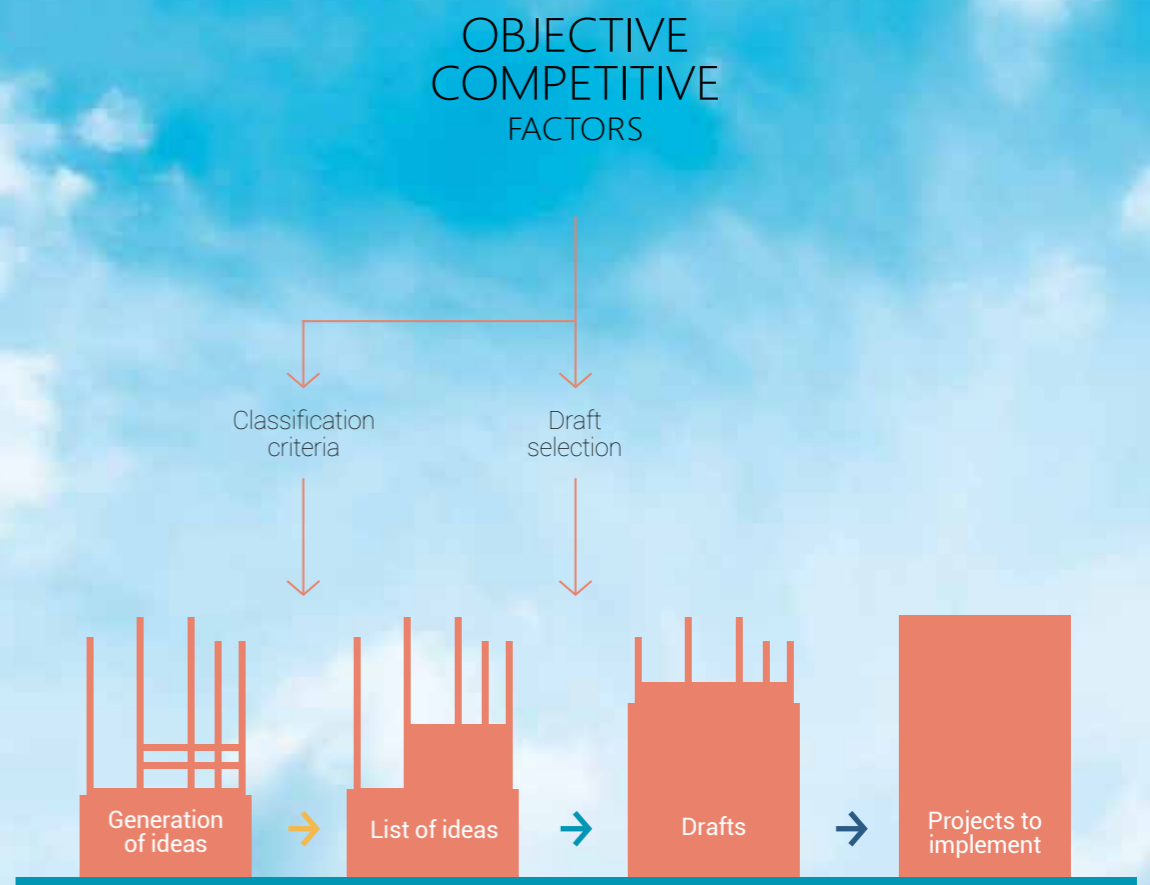 OBJECTIVE
COMPETITIVE
FACTORS
Classification
criteria
Draft
selection
Generation
of ideas
List of ideas
Drafts
Projects to
implement